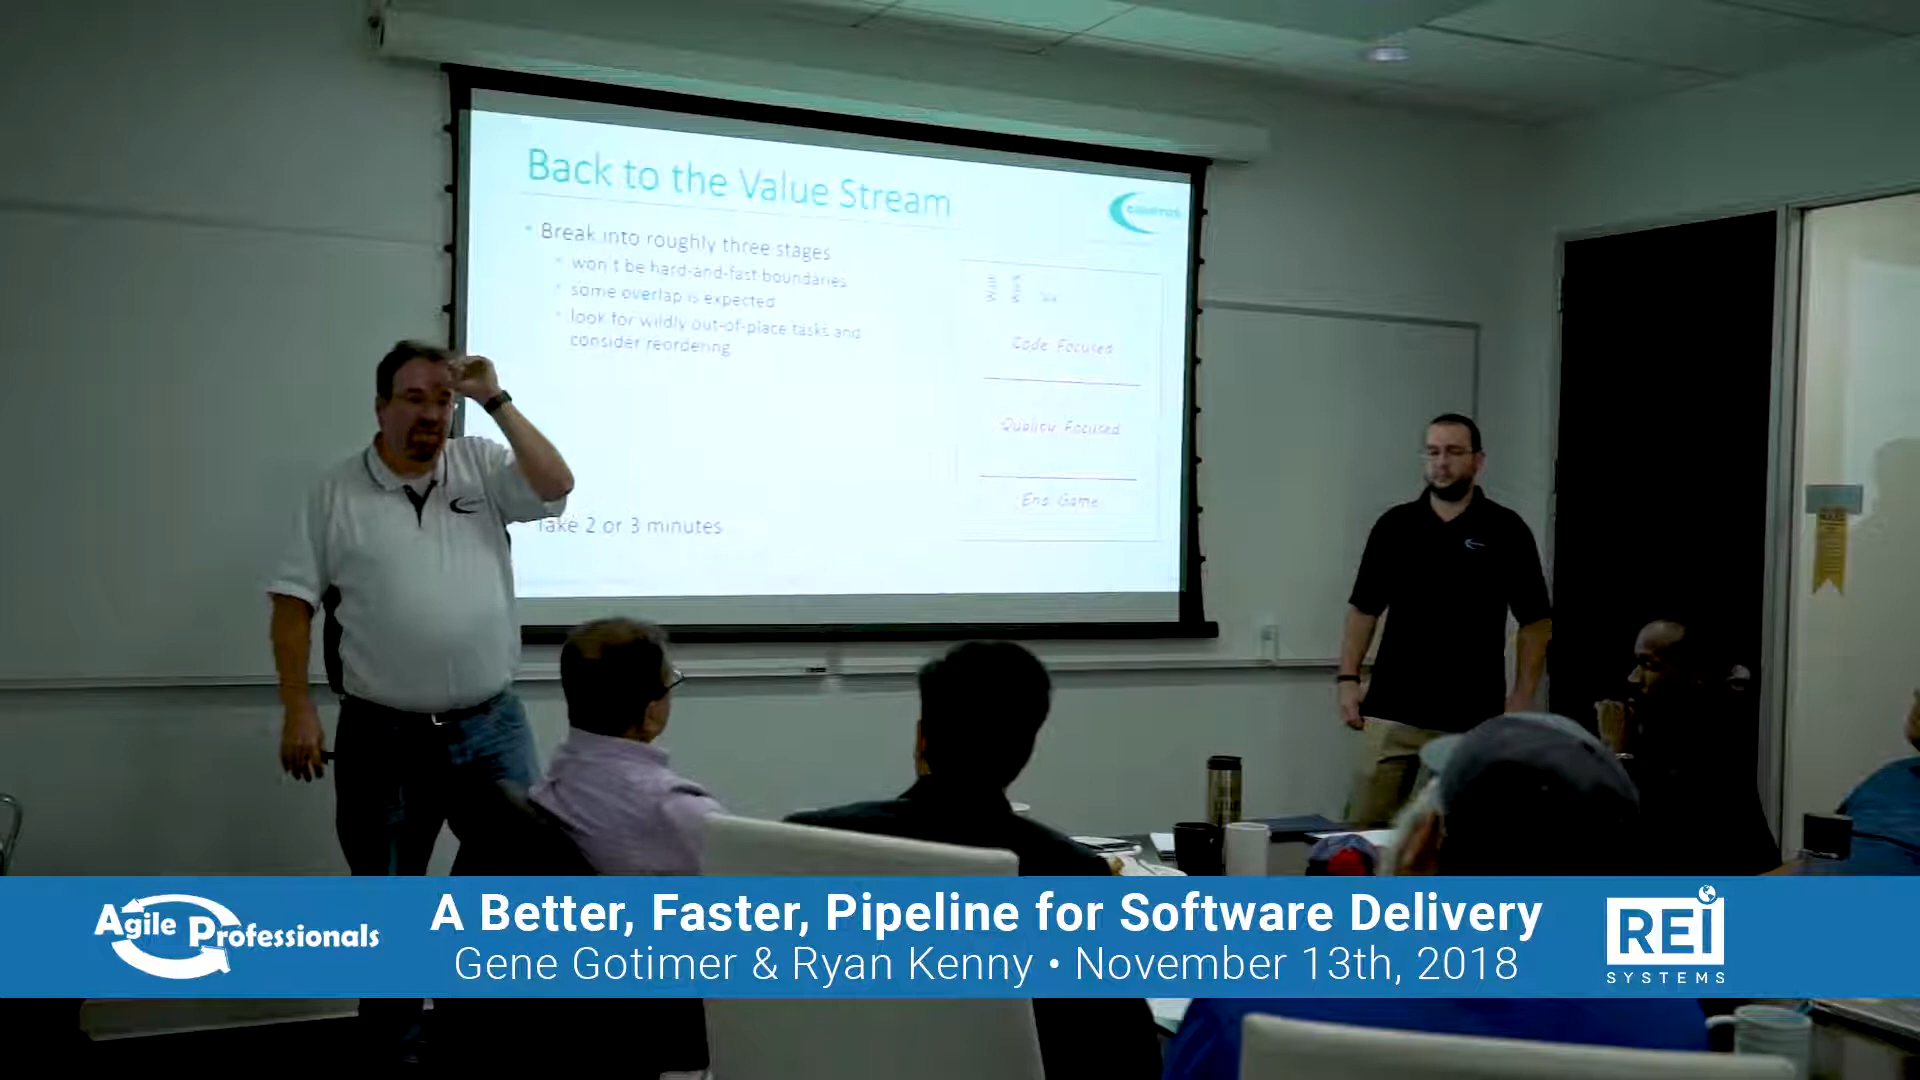 Back to the Value Stream
Coveros
Break into roughly three stages
won't be hard-and-fast boundaries
some overlap is expected
look for wildly out-of-place tasks and
consider reordering
Take 2 or 3 minutes
Wait
Work
Code Focused
Quality Focused
End Game
Agile Professionals
A Better, Faster, Pipeline for Software Delivery
Gene Gotimer & Ryan Kenny • November 13th, 2018
REI
SYSTEMS